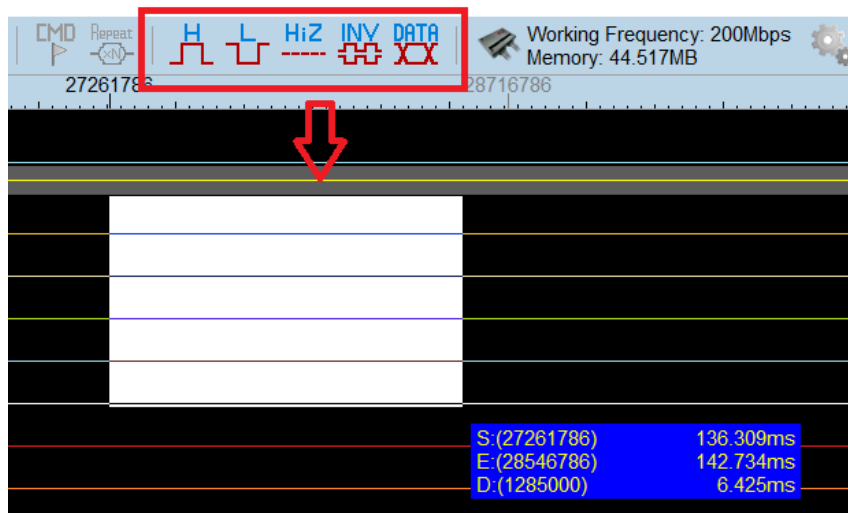 CMD Repeat H L HiZ INV DATA Working Frequency: 200Mbps
xN Memory: 44.517MB
27261786 28716786
S:(27261786) 136.309ms
E:(28546786) 142.734ms
D:(1285000) 6.425ms